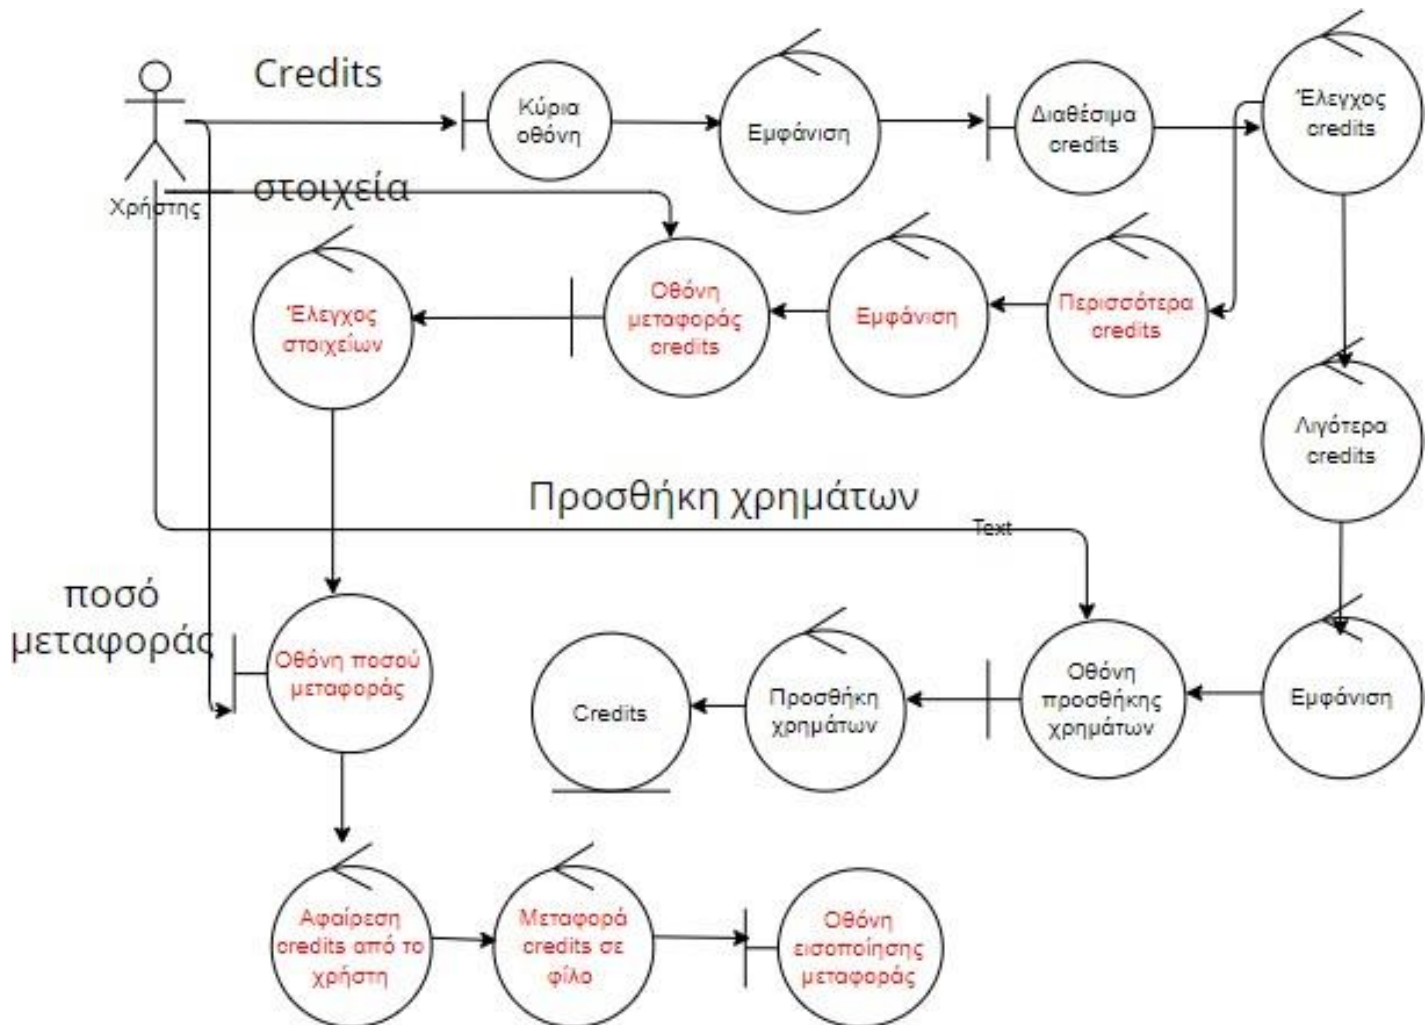 Credits
Κύρια
οθόνη
Εμφάνιση
Διαθέσιμα
credits
Έλεγχος
credits
Χρήστης
στοιχεία
Έλεγχος
στοιχείων
Οθόνη
μεταφοράς
credits
Εμφάνιση
Περισσότερα
credits
Λιγότερα
credits
Προσθήκη χρημάτων
Text
ποσό
μεταφοράς
Οθόνη ποσού
μεταφοράς
Credits
Προσθήκη
χρημάτων
Οθόνη
προσθήκης
χρημάτων
Εμφάνιση
Αφαίρεση
credits από το
χρήστη
Μεταφορά
credits σε
φίλο
Οθόνη
εισοποίησης
μεταφοράς